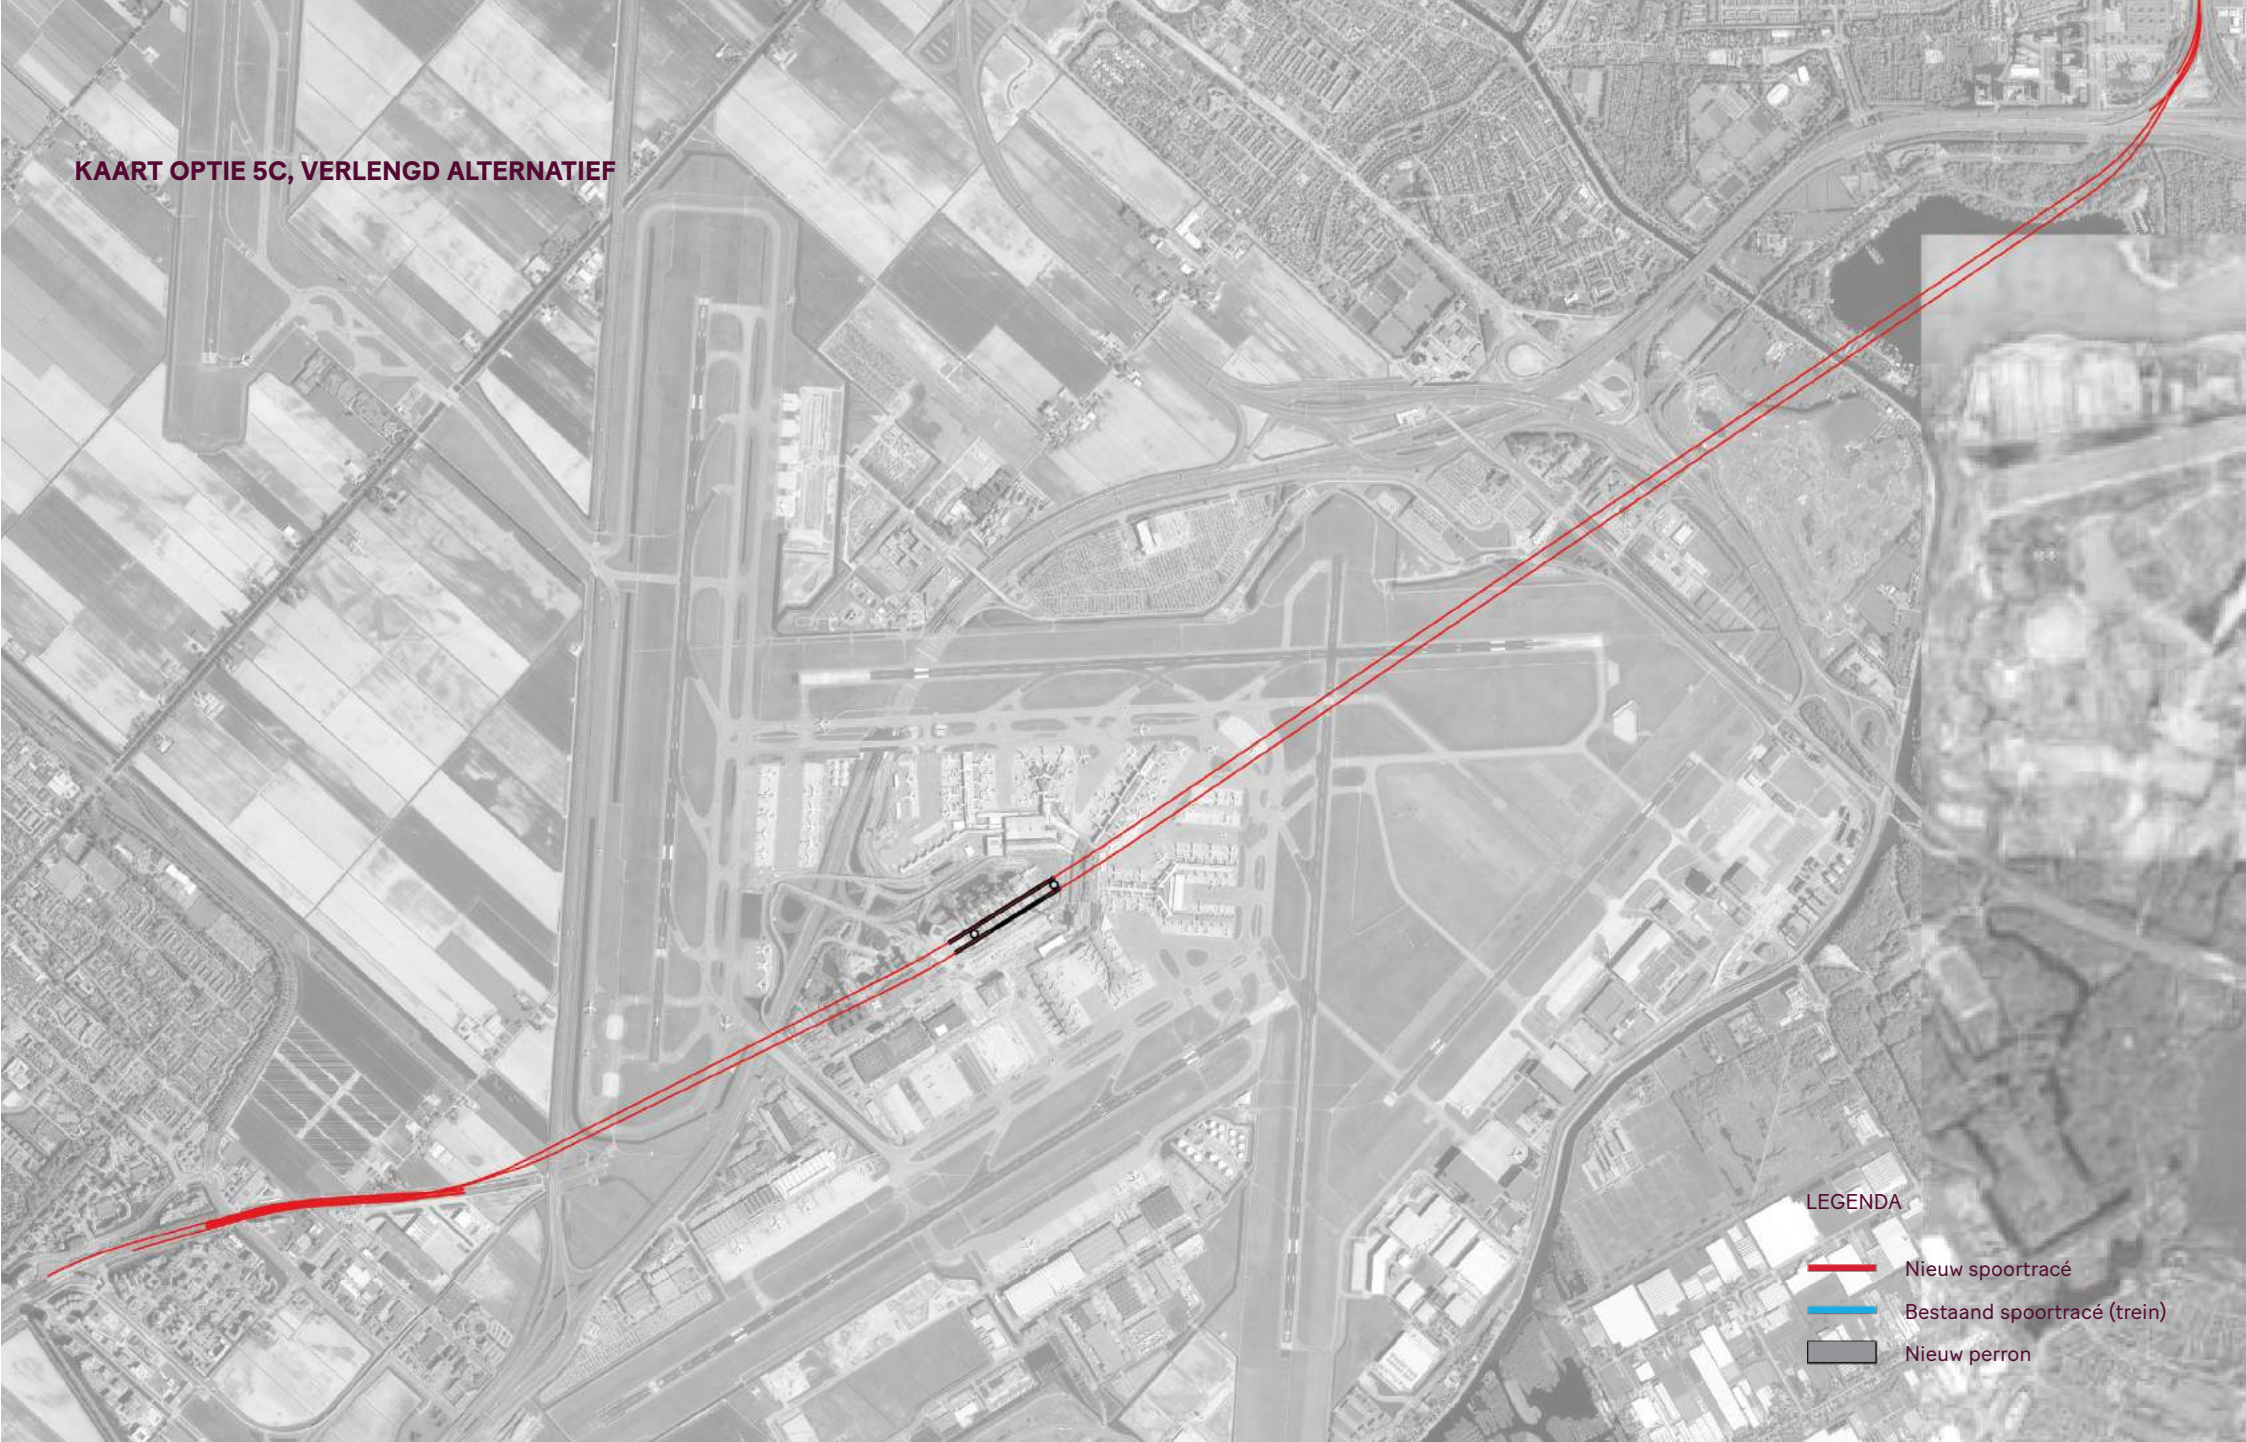 KAART OPTIE 5C, VERLENGD ALTERNATIEF
LEGENDA
Nieuw spoortracé
Bestaand spoortracé (trein)
Nieuw perron